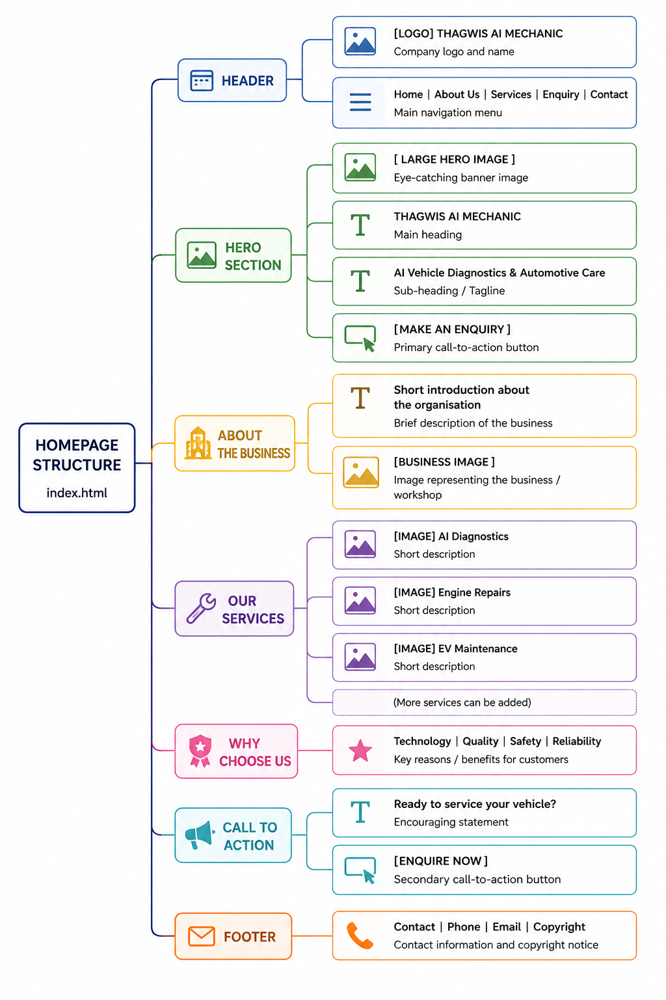 HOMEPAGE
STRUCTURE
index.html
HEADER
[LOGO] THAGWIS AI MECHANIC
Company logo and name
Home | About Us | Services | Enquiry | Contact
Main navigation menu
HERO
SECTION
[ LARGE HERO IMAGE ]
Eye-catching banner image
THAGWIS AI MECHANIC
Main heading
AI Vehicle Diagnostics & Automotive Care
Sub-heading / Tagline
[ MAKE AN ENQUIRY ]
Primary call-to-action button
ABOUT
THE BUSINESS
Short introduction about
the organisation
Brief description of the business
[BUSINESS IMAGE ]
Image representing the business /
workshop
OUR
SERVICES
[IMAGE] AI Diagnostics
Short description
[IMAGE] Engine Repairs
Short description
[IMAGE] EV Maintenance
Short description
(More services can be added)
WHY
CHOOSE US
Technology | Quality | Safety | Reliability
Key reasons / benefits for customers
CALL TO
ACTION
Ready to service your vehicle?
Encouraging statement
[ ENQUIRE NOW ]
Secondary call-to-action button
FOOTER
Contact | Phone | Email | Copyright
Contact information and copyright notice